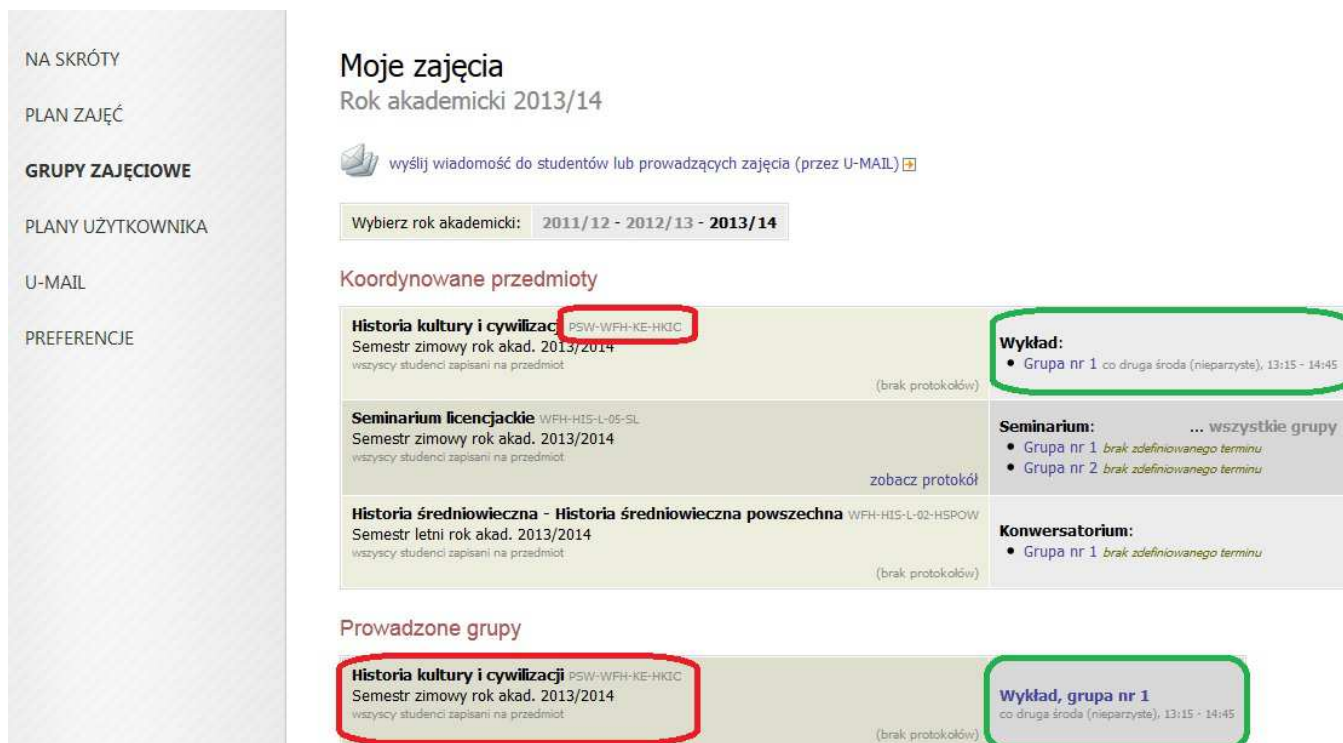 NA SKRÓTY
PLAN ZAJĘĆ
GRUPY ZAJĘCIOWE
PLANY UŻYTKOWNIKA
U-MAIL
PREFERENCJE
Moje zajęcia
Rok akademicki 2013/14
wyślij wiadomość do studentów lub prowadzących zajęcia (przez U-MAIL)
Wybierz rok akademicki: 2011/12 - 2012/13 - 2013/14
Koordynowane przedmioty
Historia kultury i cywilizacj PSW-WFH-KE-HKIC
Semestr zimowy rok akad. 2013/2014
wszyscy studenci zapisani na przedmiot
(brak protokołów)
Wykład:
• Grupa nr 1 co druga środa (nieparzyste), 13:15 - 14:45
Seminarium licencjackie WFH-HIS-L-05-SL
Semestr zimowy rok akad. 2013/2014
wszyscy studenci zapisani na przedmiot
zobacz protokół
Seminarium: ... wszystkie grupy
• Grupa nr 1 brak zdefiniowanego terminu
• Grupa nr 2 brak zdefiniowanego terminu
Historia średniowieczna - Historia średniowieczna powszechna WFH-HIS-L-02-HSPOW
Semestr letni rok akad. 2013/2014
wszyscy studenci zapisani na przedmiot
(brak protokołów)
Konwersatorium:
• Grupa nr 1 brak zdefiniowanego terminu
Prowadzone grupy
Historia kultury i cywilizacji PSW-WFH-KE-HKIC
Semestr zimowy rok akad. 2013/2014
wszyscy studenci zapisani na przedmiot
(brak protokołów)
Wykład, grupa nr 1
co druga środa (nieparzyste), 13:15 - 14:45